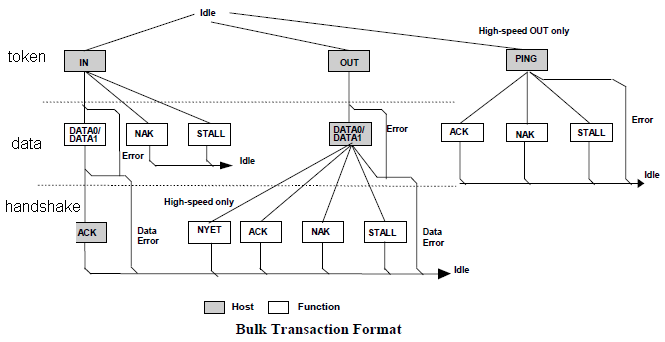 Idle
High-speed OUT only
token
IN
OUT
PING
data
DATA0/
DATA1
NAK
STALL
Error
Idle
DATA0/
DATA1
Error
ACK
NAK
STALL
Error
Idle
handshake
High-speed only
ACK
Data
Error
NYET
ACK
NAK
STALL
Data
Error
Idle
Host
Function
Bulk Transaction Format